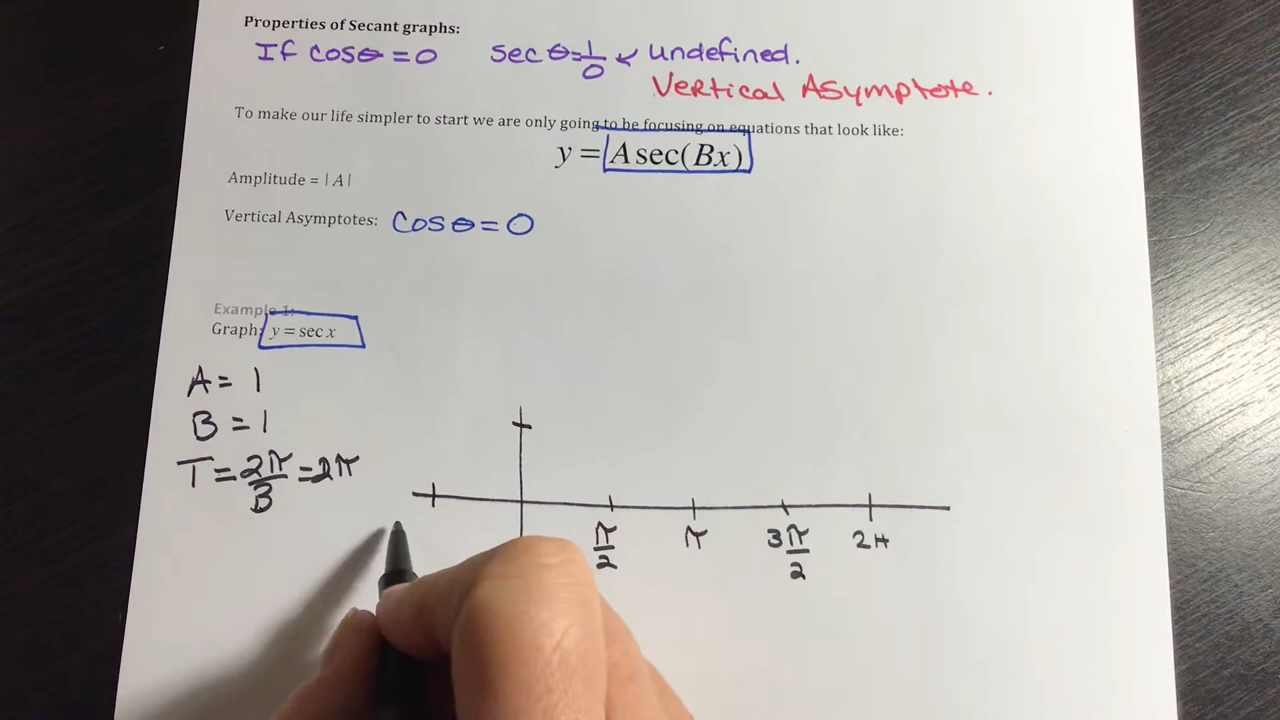 Properties of Secant graphs:
If cosθ = 0 sec θ = 1/0 ← undefined.
Vertical Asymptote.
To make our life simpler to start we are only going to be focusing on equations that look like:
y = A sec(Bx)
Amplitude = |A|
Vertical Asymptotes: Cosθ = 0
Example 1:
Graph: y = sec x
A = 1
B = 1
T = 2π/B = 2π
π/2 π 3π/2 2π